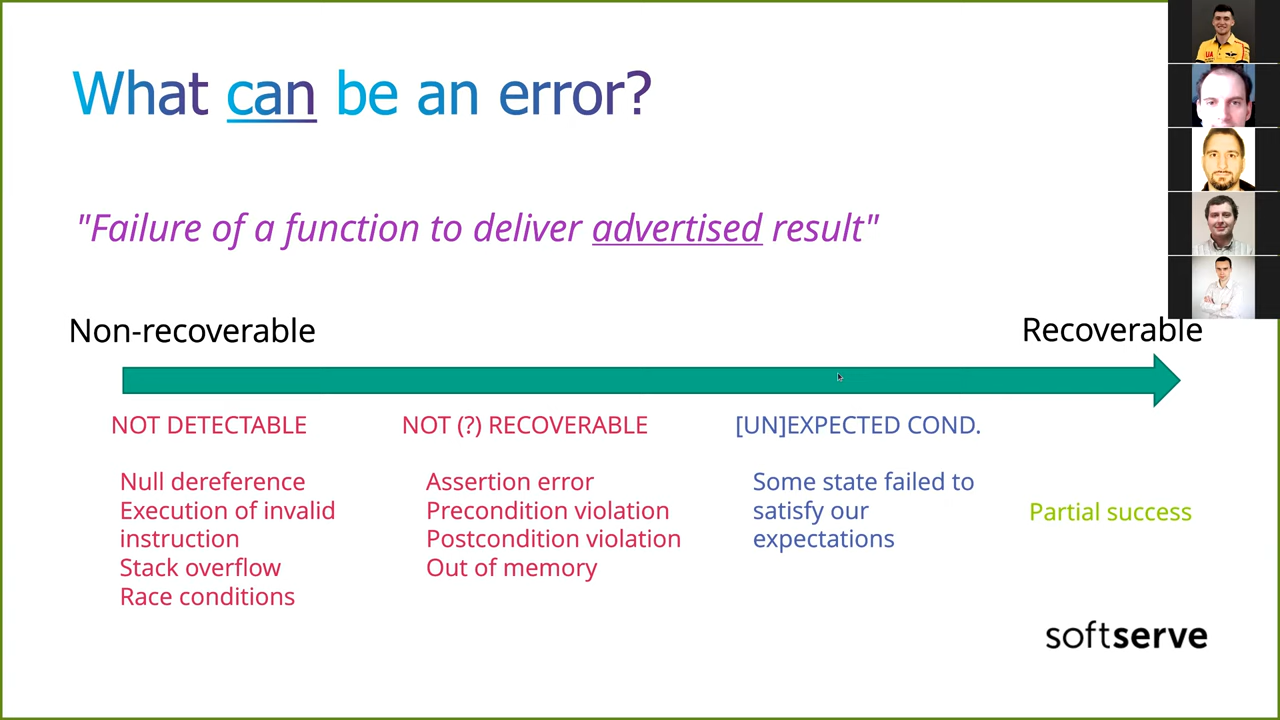 What can be an error?
"Failure of a function to deliver advertised result"
Non-recoverable
Recoverable
NOT DETECTABLE
Null dereference
Execution of invalid
instruction
Stack overflow
Race conditions
NOT (?) RECOVERABLE
Assertion error
Precondition violation
Postcondition violation
Out of memory
[UN]EXPECTED COND.
Some state failed to
satisfy our
expectations
Partial success
softserve
UA